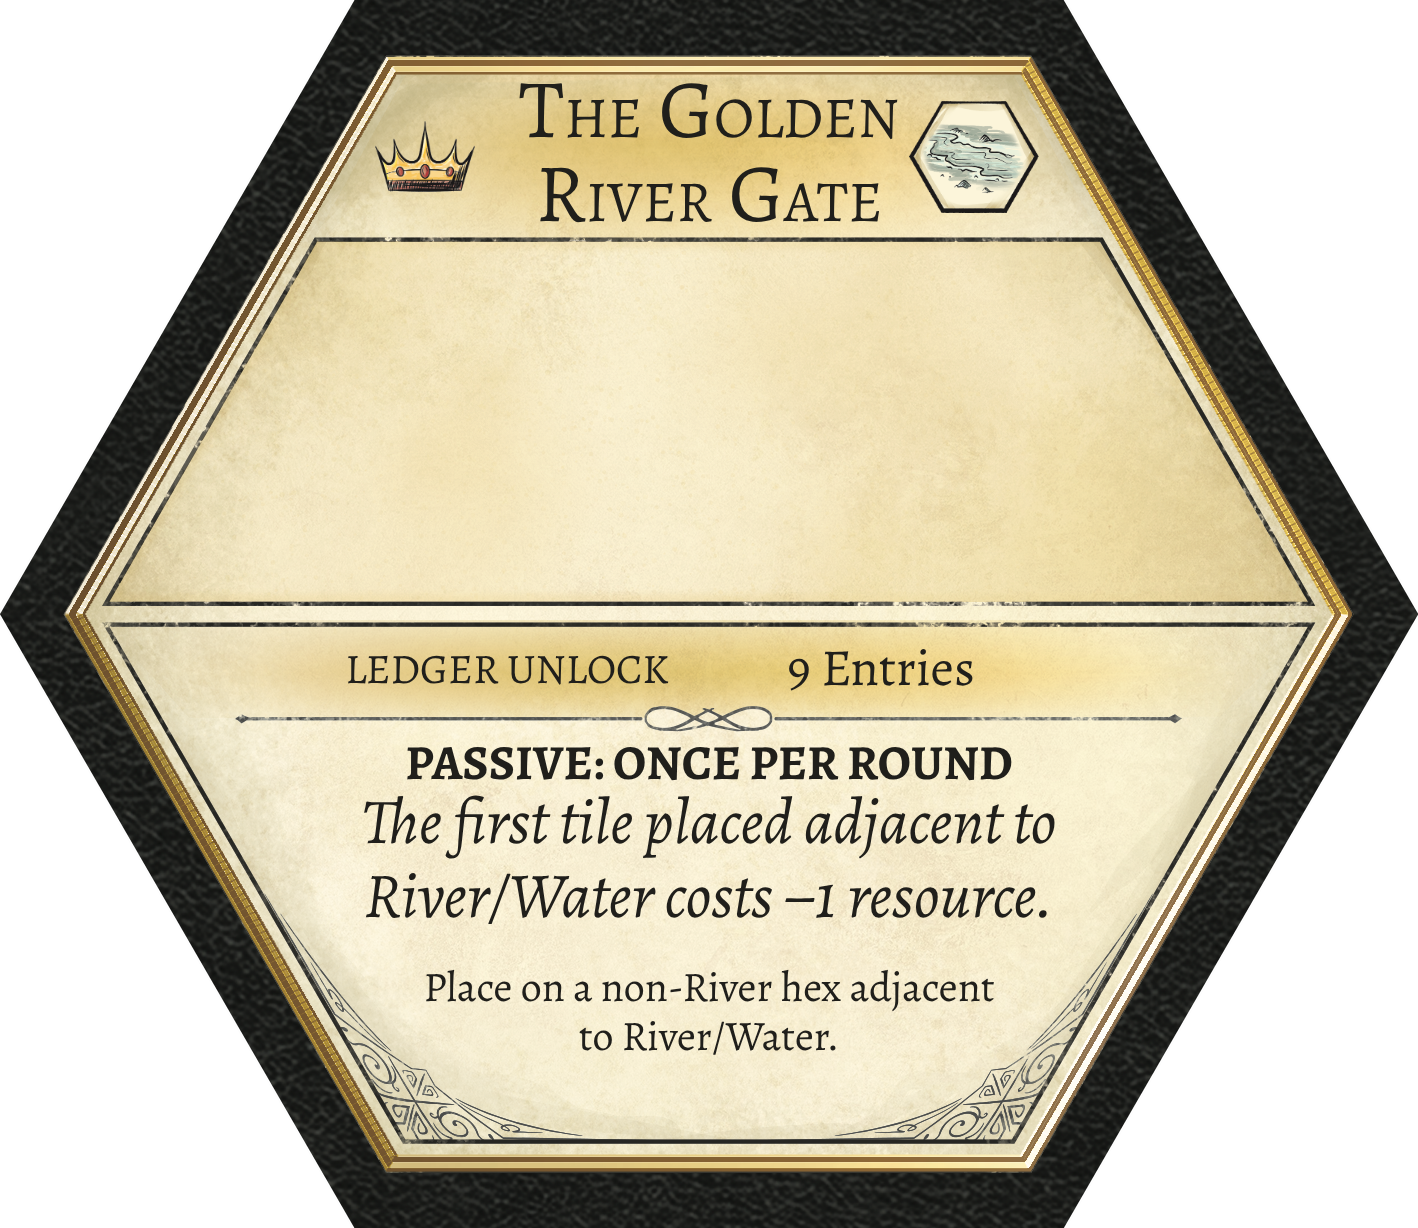 The Golden
River Gate
LEDGER UNLOCK 9 Entries
PASSIVE: ONCE PER ROUND
The first tile placed adjacent to
River/Water costs –1 resource.
Place on a non-River hex adjacent
to River/Water.